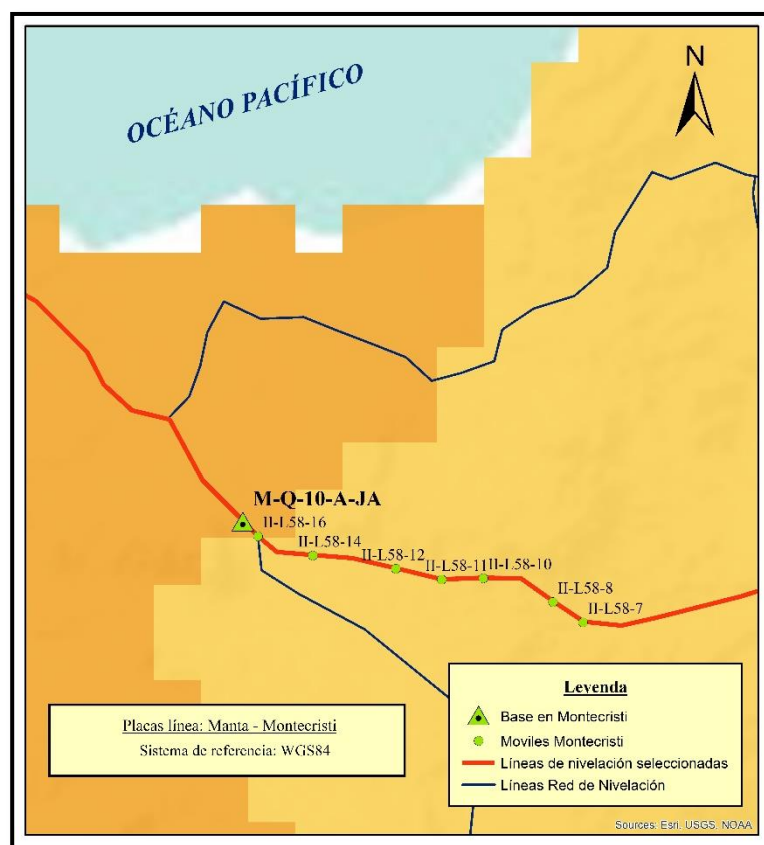 OCÉANO PACÍFICO
N
M-Q-10-A-JA
II-L58-16
II-L58-14
II-L58-12
II-L58-11
II-L58-10
II-L58-8
II-L58-7
Placas línea: Manta - Montecristi
Sistema de referencia: WGS84
Leyenda
Base en Montecristi
Moviles Montecristi
Líneas de nivelación seleccionadas
Líneas Red de Nivelación
Sources: Esri, USGS, NOAA